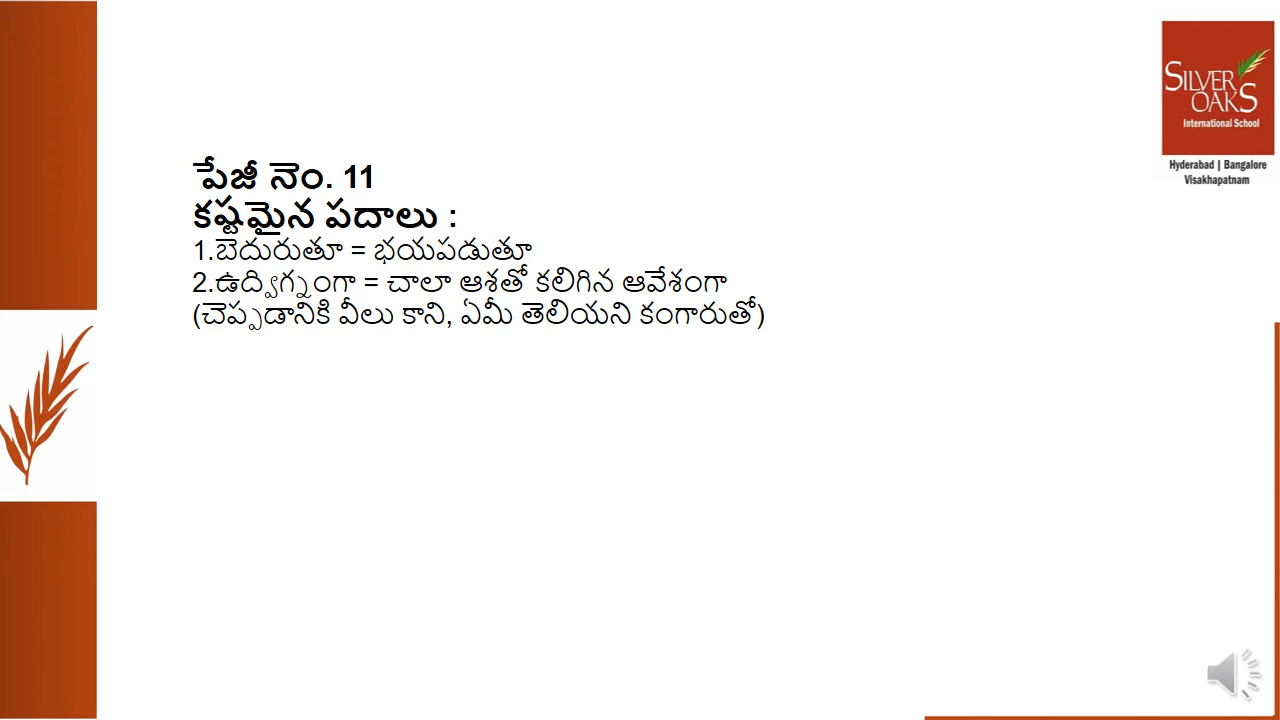 SILVER
OAKS
International School
Hyderabad | Bangalore
Visakhapatnam
పేజీ నెం. 11
కష్టమైన పదాలు :
1.బెదురుతూ = భయపడుతూ
2.ఉద్విగ్నంగా = చాలా ఆశతో కలిగిన ఆవేశంగా
(చెప్పడానికి వీలు కాని, ఏమీ తెలియని కంగారుతో)